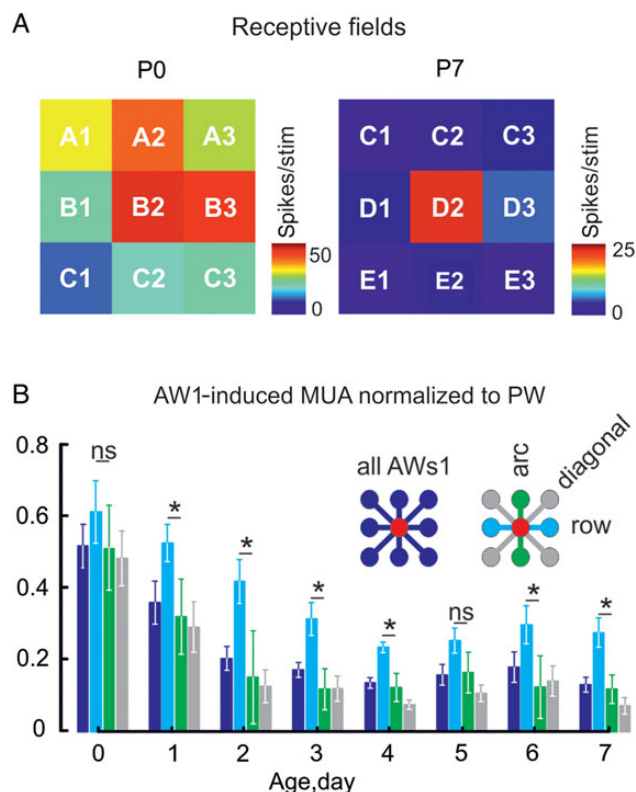 A
Receptive fields
P0
P7
A1 A2 A3
B1 B2 B3
C1 C2 C3
Spikes/stim
50
0
C1 C2 C3
D1 D2 D3
E1 E2 E3
Spikes/stim
25
0
B
AW1-induced MUA normalized to PW
0.8
0.6
0.4
0.2
0
ns
*
*
*
*
ns
*
*
all AWs1
arc
diagonal
row
0 1 2 3 4 5 6 7
Age,day